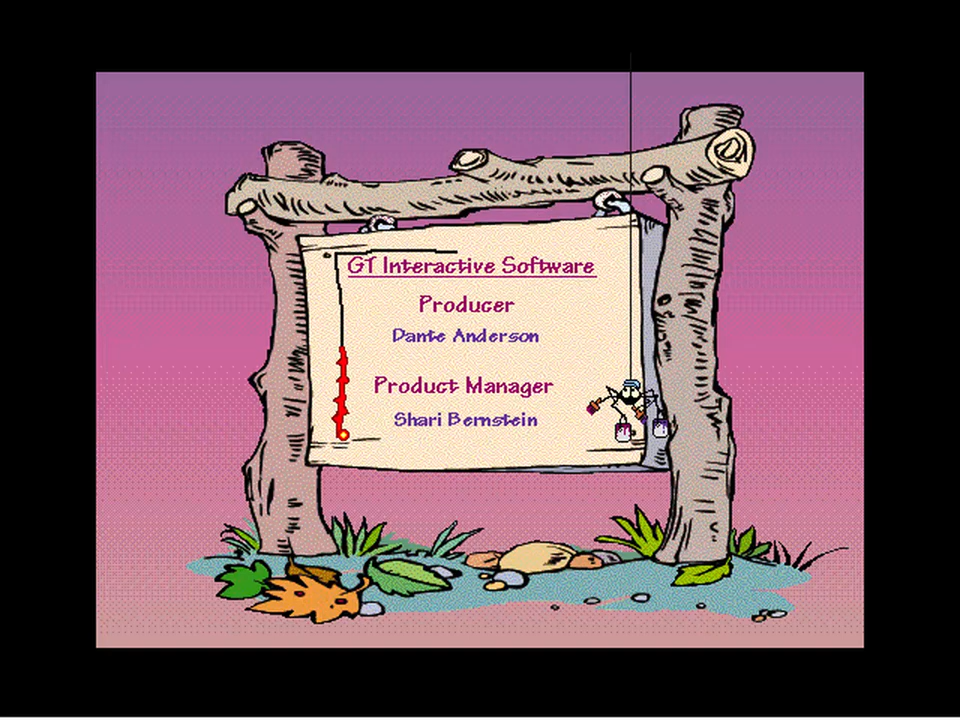 GT Interactive Software
Producer
Dante Anderson
Product Manager
Shari Bernstein